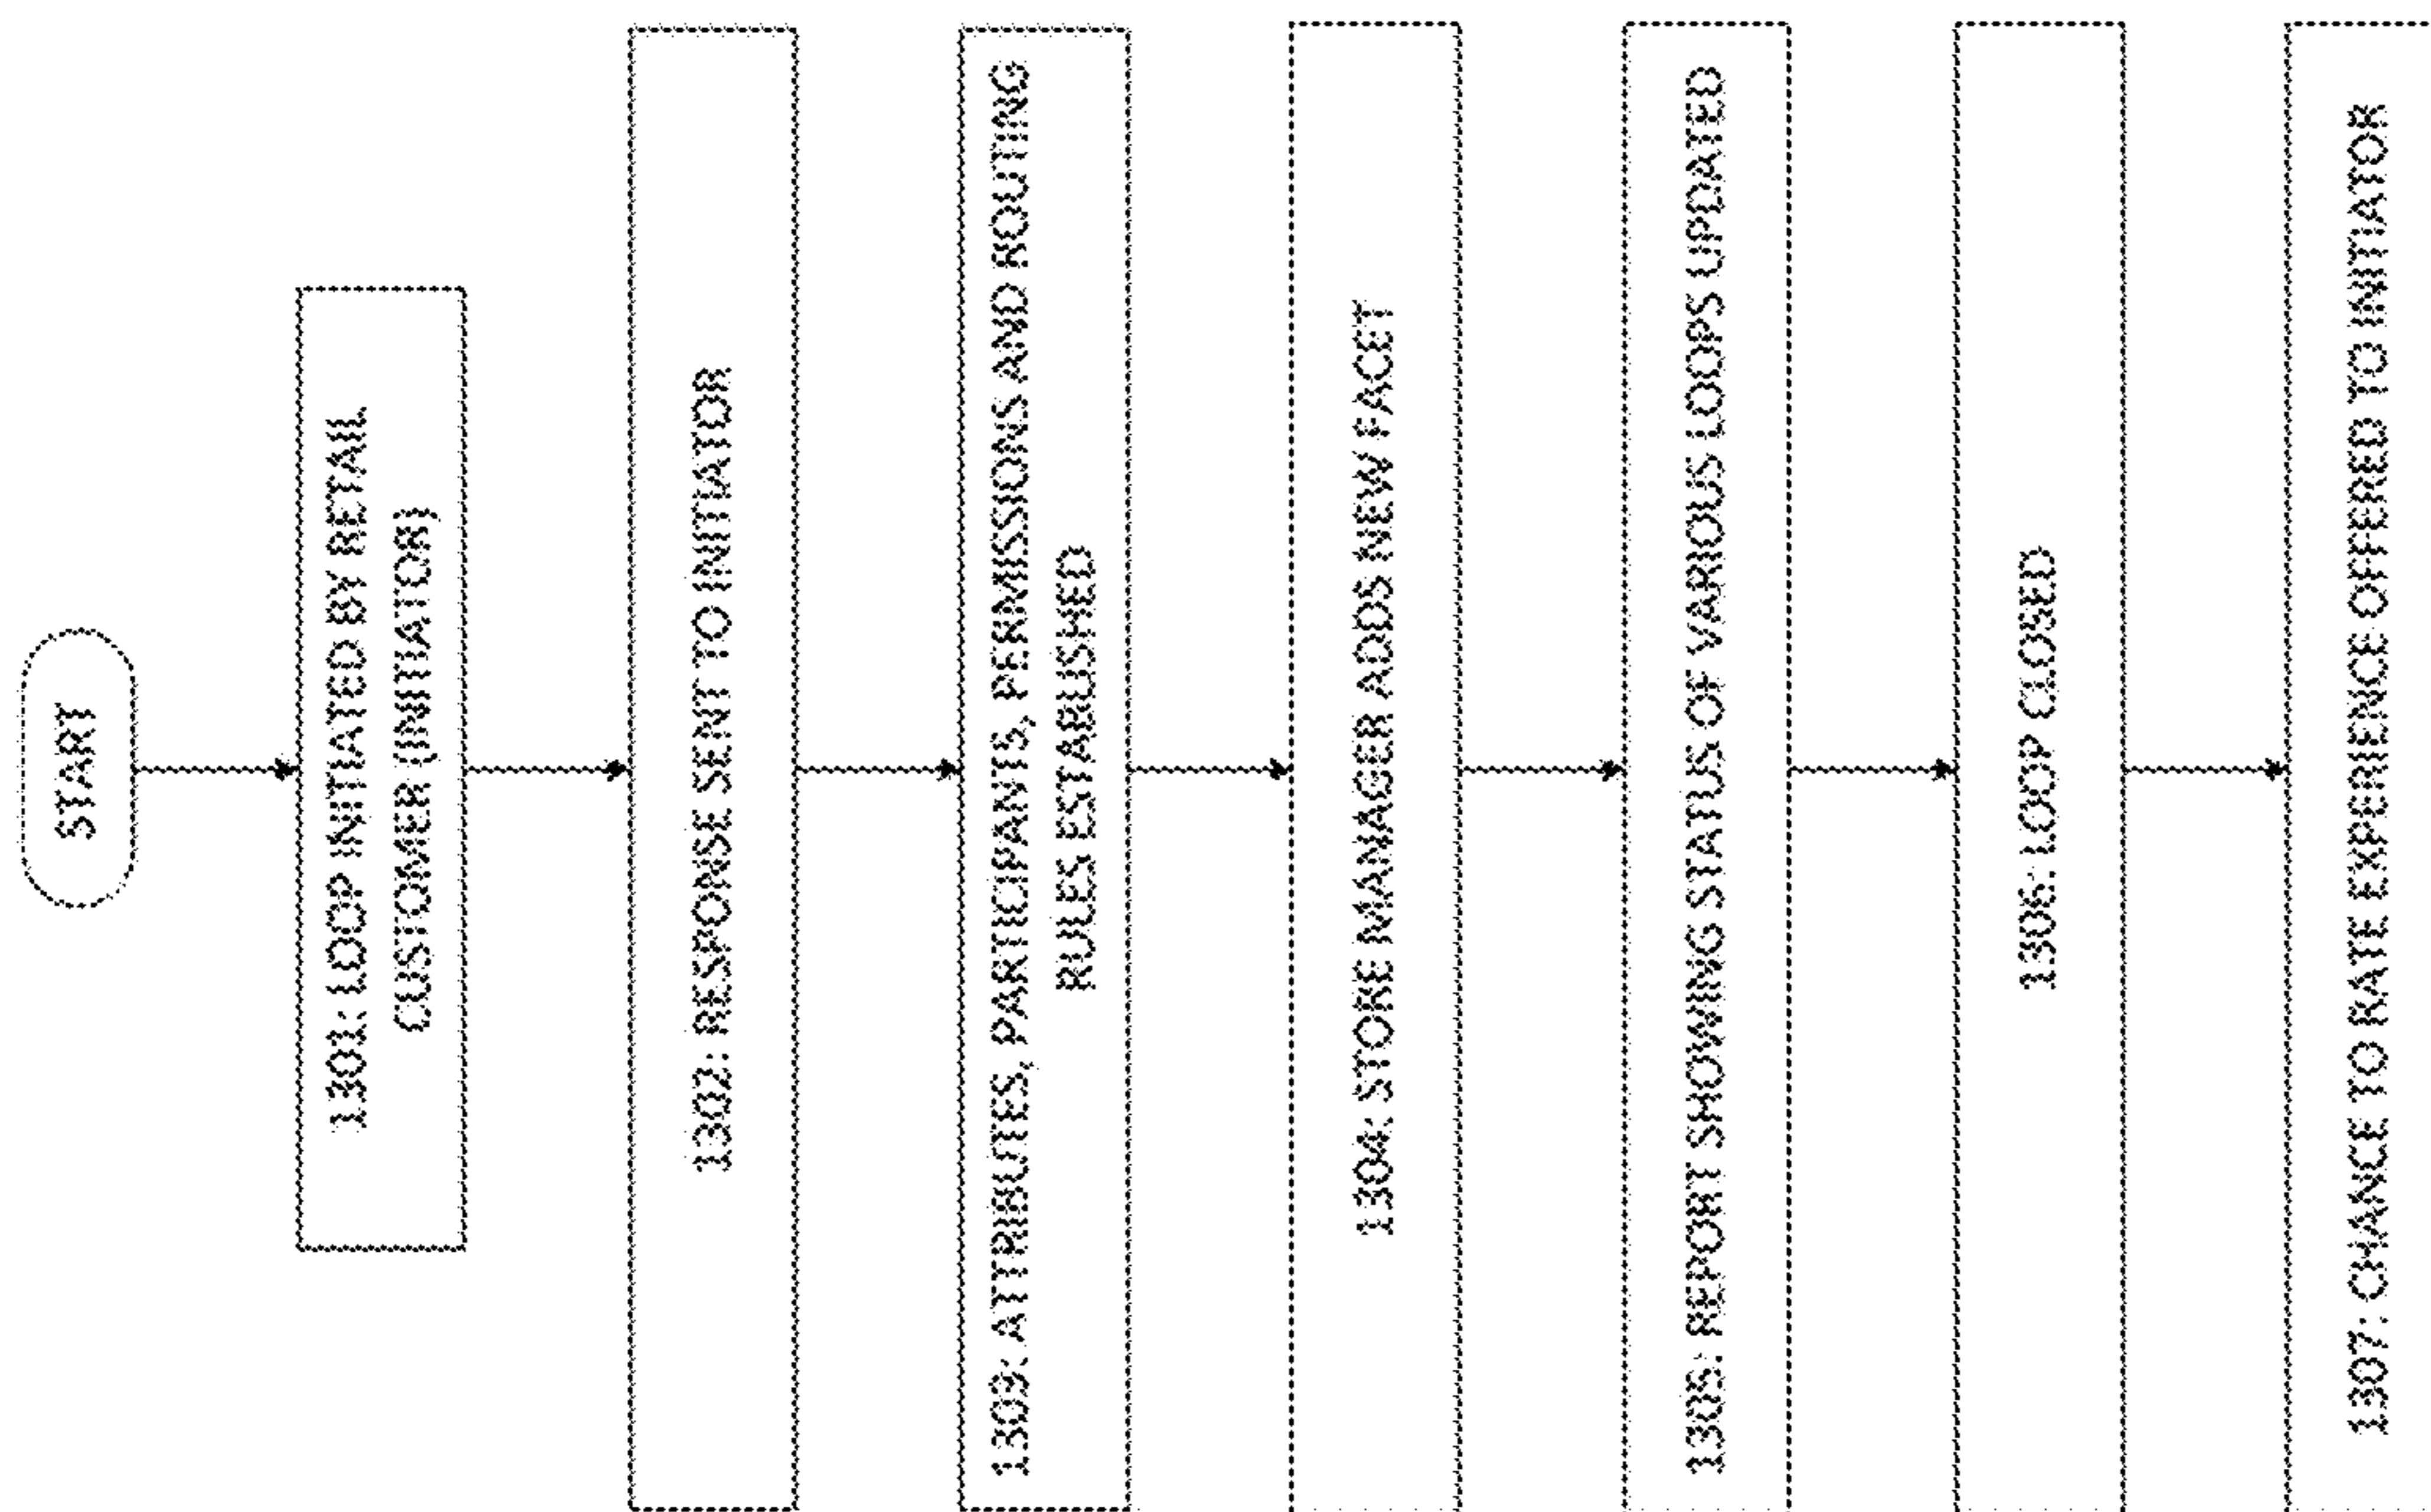 START
1301: LOOP INITIATED BY RETAIL
CUSTOMER (INITIATOR)
1302: RESPONSE SENT TO INITIATOR
1303: ATTRIBUTES, PARTICIPANTS, PERMISSIONS AND ROUTING
RULES ESTABLISHED
1304: STORE MANAGER ADDS NEW FACET
1305: REPORT SHOWING STATUS OF VARIOUS LOOPS UPDATED
1306: LOOP CLOSED
1307: CHANCE TO RATE EXPERIENCE OFFERED TO INITIATOR